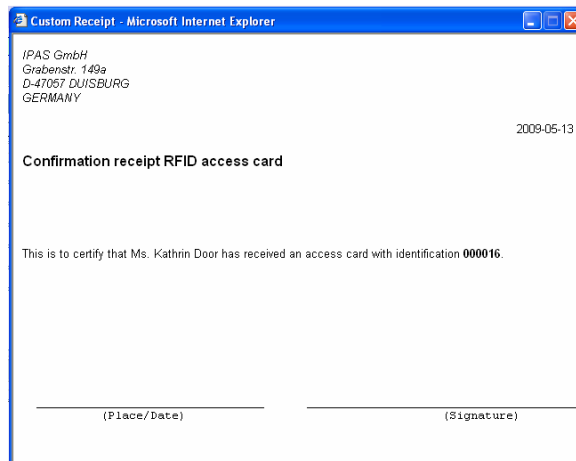 Custom Receipt - Microsoft Internet Explorer
IPAS GmbH
Grabenstr. 149a
D-47057 DUISBURG
GERMANY
2009-05-13
Confirmation receipt RFID access card
This is to certify that Ms. Kathrin Door has received an access card with identification 000016.
(Place/Date) (Signature)